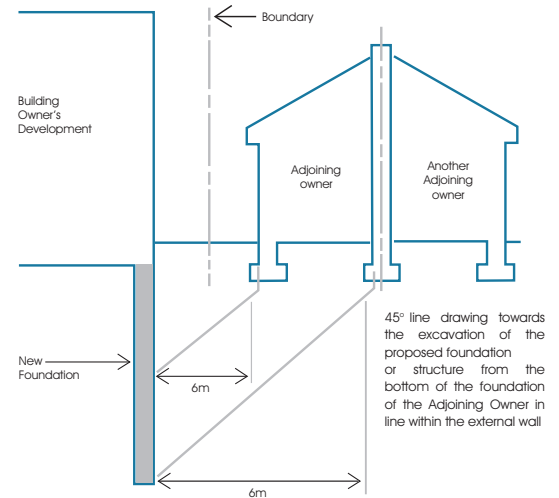 Boundary
Building
Owner's
Development
Adjoining
owner
Another
Adjoining
owner
45° line drawing towards
the excavation of the
proposed foundation
or structure from the
bottom of the foundation
of the Adjoining Owner in
line within the external wall
New
Foundation
6m
6m